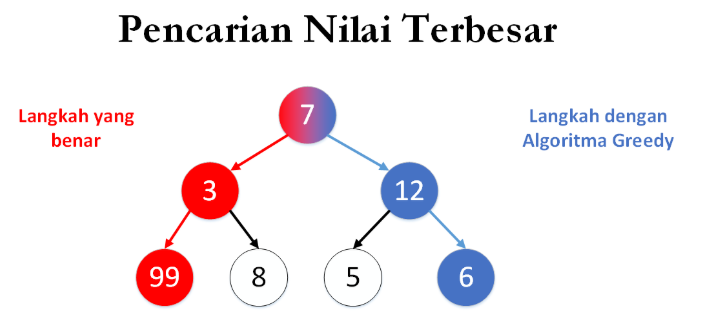 Pencarian Nilai Terbesar
Langkah yang
benar
Langkah dengan
Algoritma Greedy
7
3
12
99
8
5
6